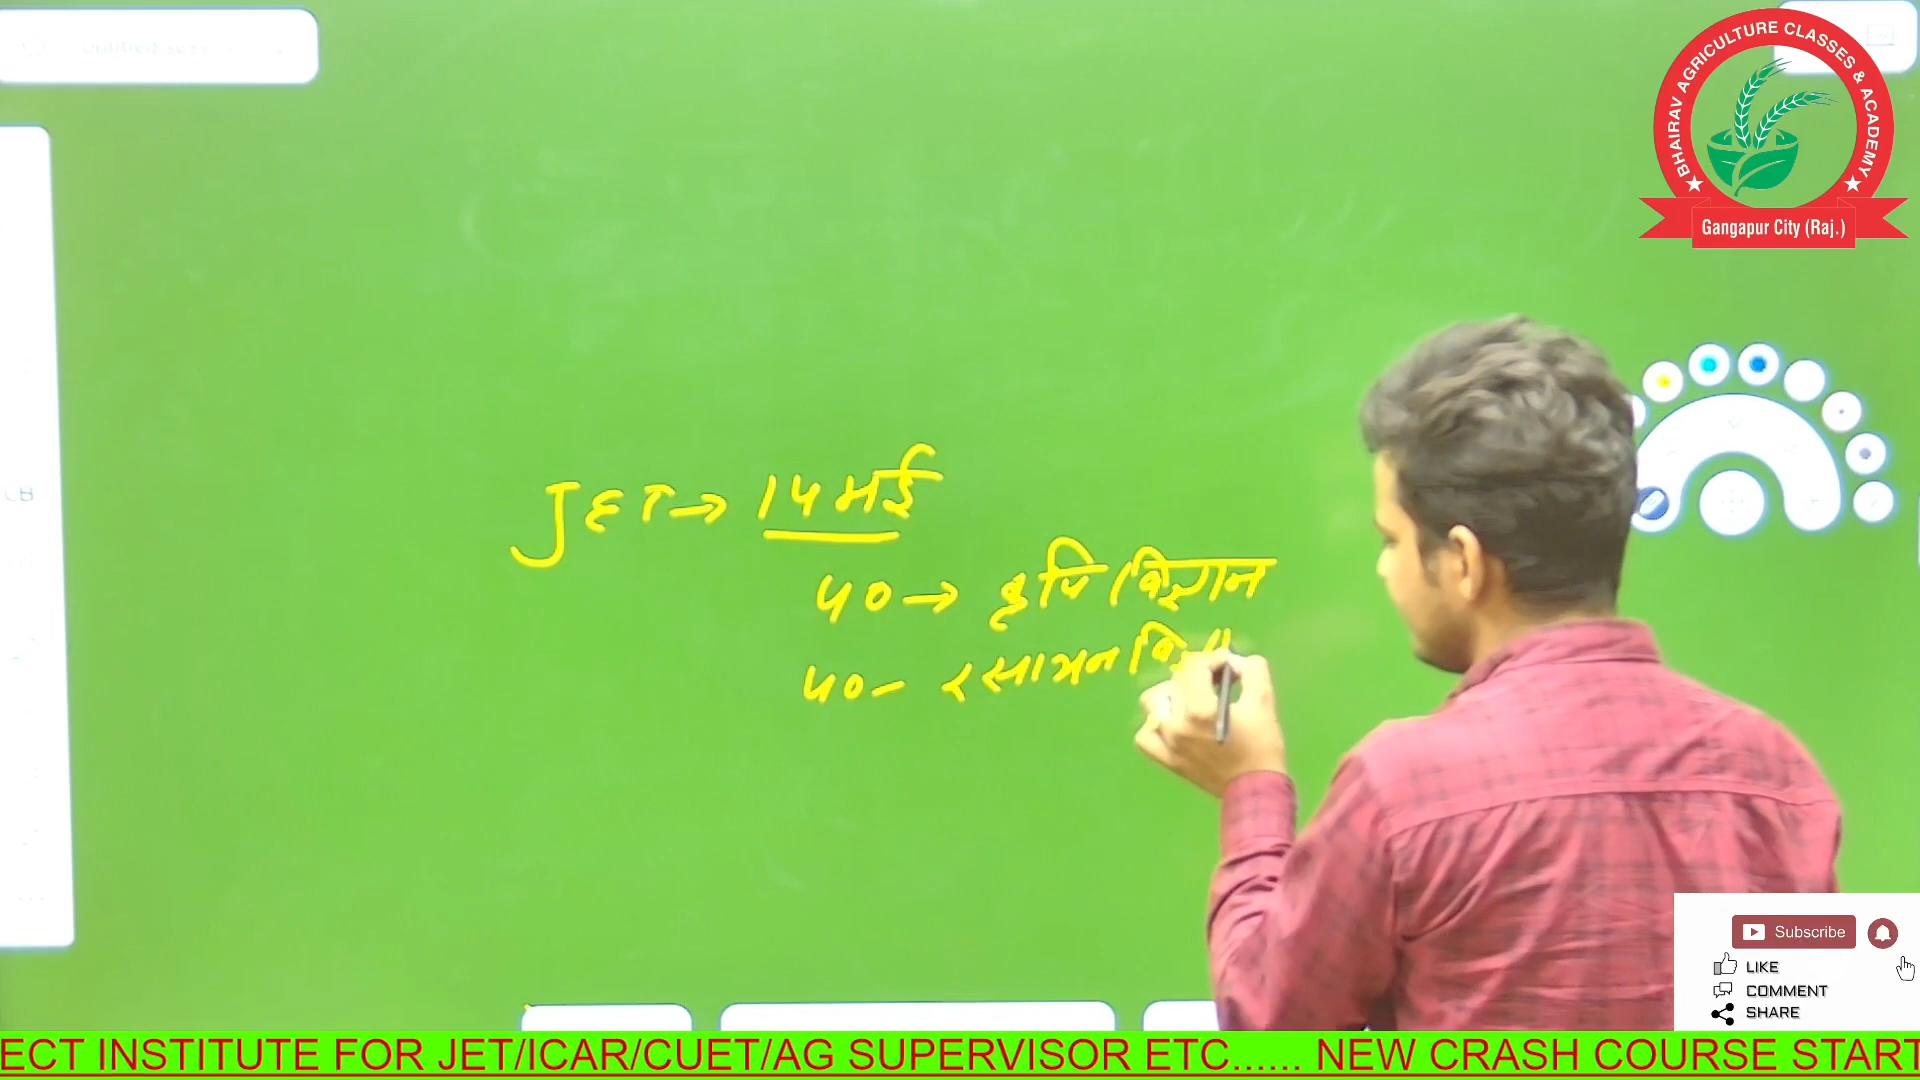 BHAIRAV AGRICULTURE CLASSES & ACADEMY
Gangapur City (Raj.)
JET → 14 मई
40 → कृषि विज्ञान
40 - रसायन
Subscribe
LIKE
COMMENT
SHARE
ECT INSTITUTE FOR JET/ICAR/CUET/AG SUPERVISOR ETC...... NEW CRASH COURSE START